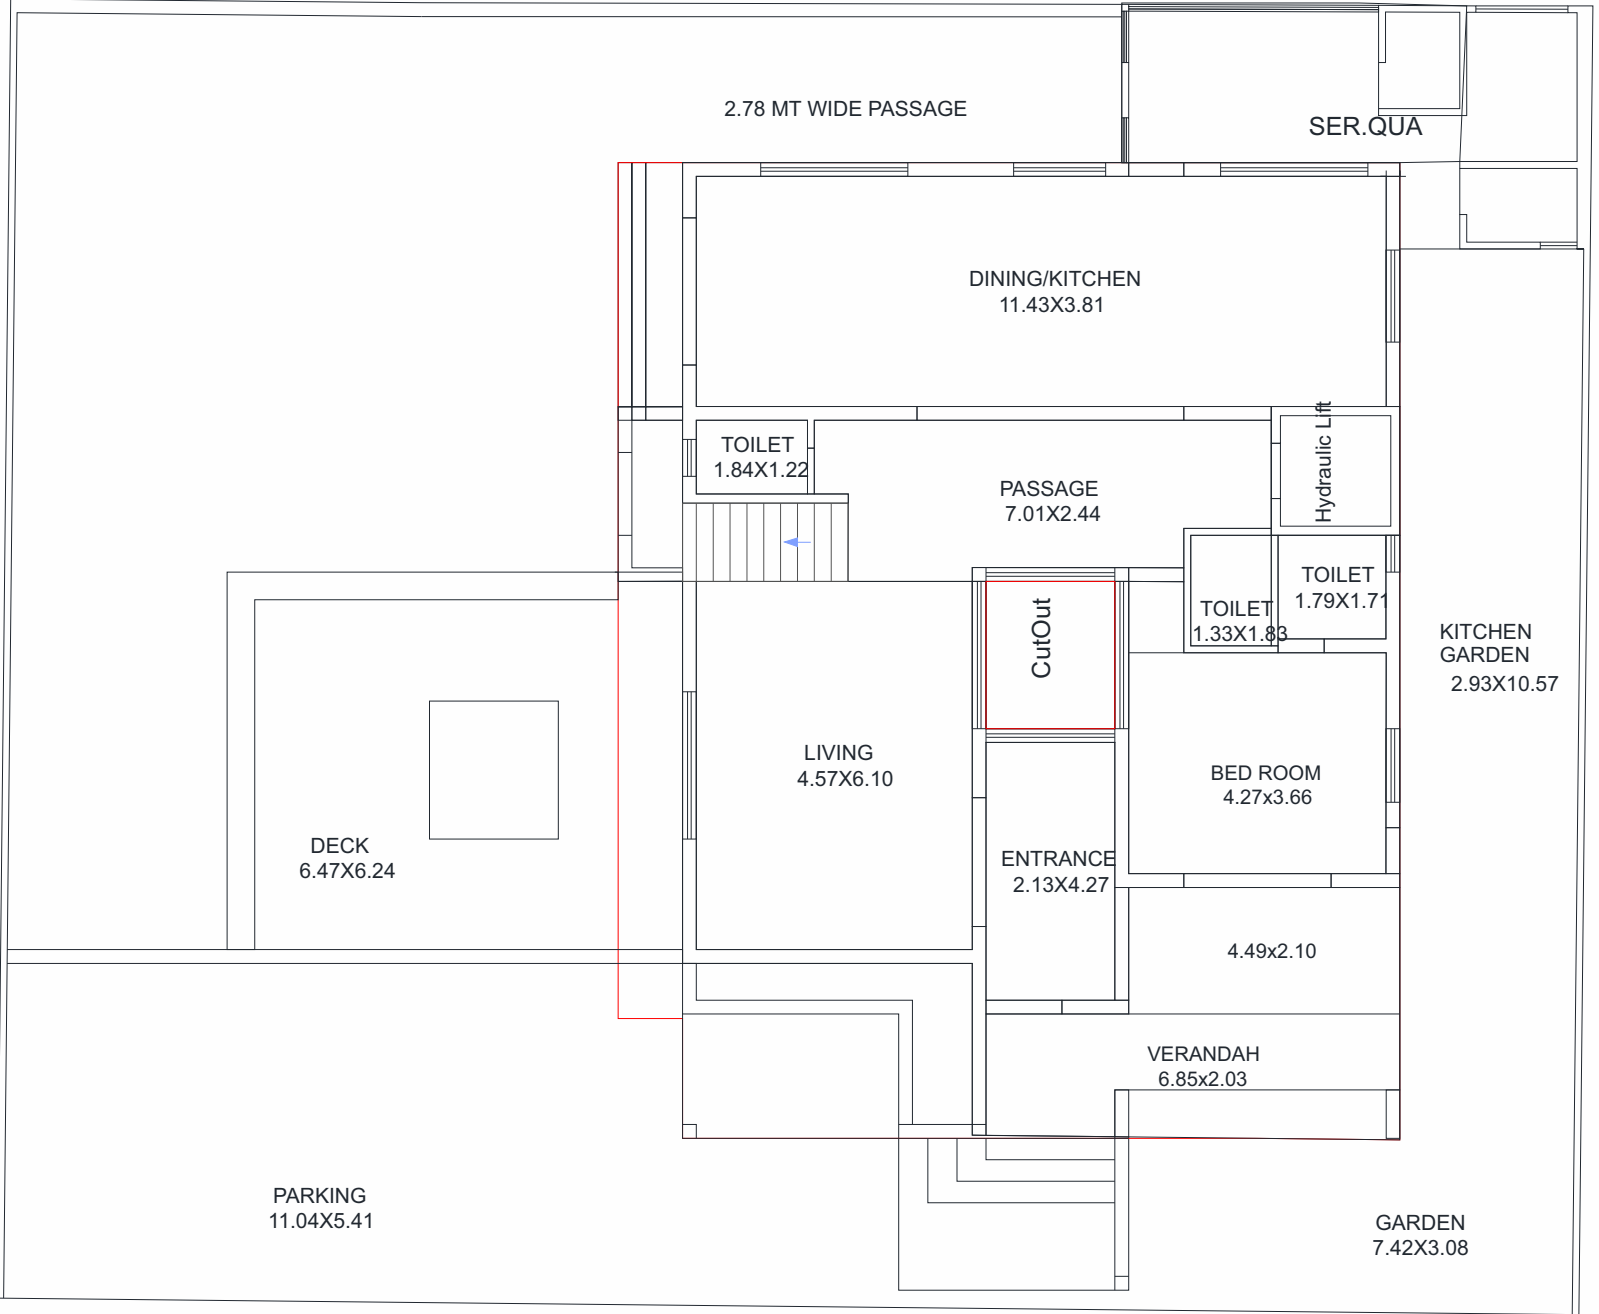 2.78 MT WIDE PASSAGE
SER.QUA
DINING/KITCHEN
11.43X3.81
Hydraulic Lift
TOILET
1.84X1.22
PASSAGE
7.01X2.44
TOILET
1.79X1.71
TOILET
1.33X1.83
CutOut
KITCHEN
GARDEN
2.93X10.57
LIVING
4.57X6.10
BED ROOM
4.27x3.66
DECK
6.47X6.24
ENTRANCE
2.13X4.27
4.49x2.10
VERANDAH
6.85x2.03
PARKING
11.04X5.41
GARDEN
7.42X3.08